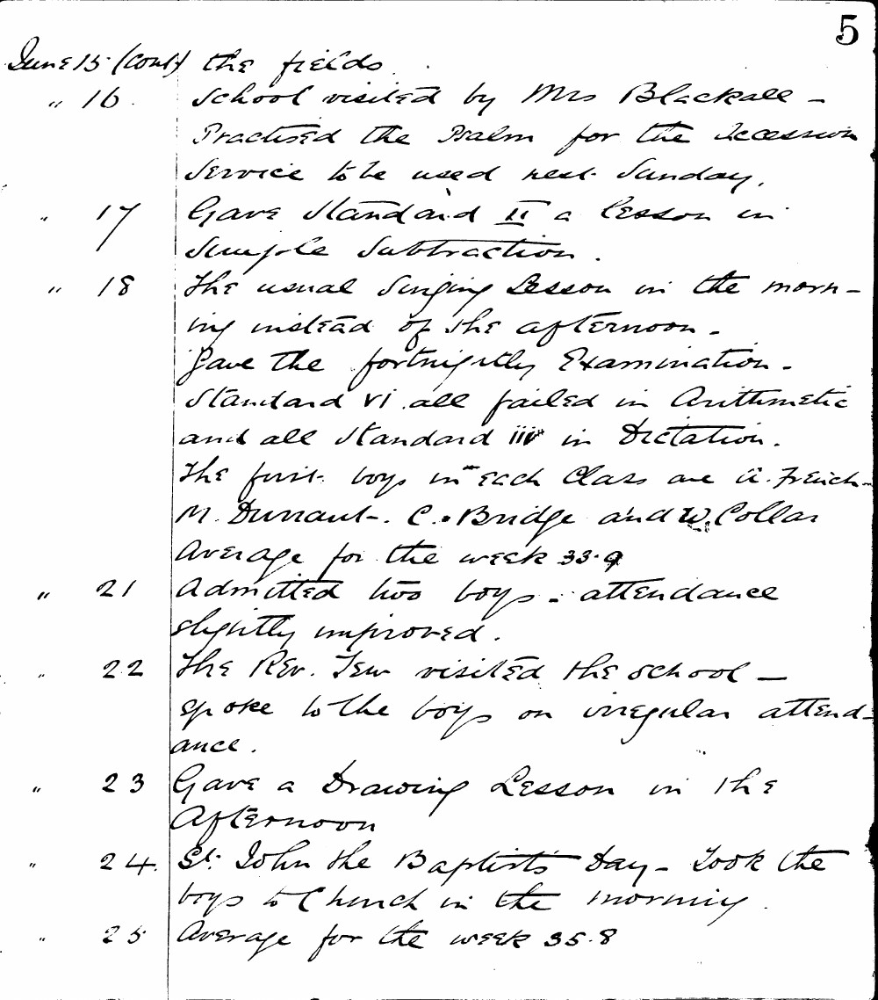 5
June 15 (Cont) the fields.
" 16. School visited by Mrs Blackall -
Practised the Psalm for the Accession
Service to be used next Sunday.
" 17 Gave Standard II a lesson in
Simple Subtraction.
" 18 The usual Singing Lesson in the morn-
ing instead of the afternoon.
Gave the fortnightly Examination.
Standard VI all failed in Arithmetic
and all Standard iii in Dictation.
The first boys in each Class are A. French-
M. Durrant-. C. Bridge and W. Collar
Average for the week 33.9
" 21 Admitted two boys. attendance
slightly improved.
" 22 The Rev. Tew visited the school -
spoke to the boys on irregular attend-
ance.
" 23 Gave a Drawing Lesson in the
Afternoon
" 24. St. John the Baptist's Day - Took the
boys to Church in the morning.
" 25 Average for the week 35.8